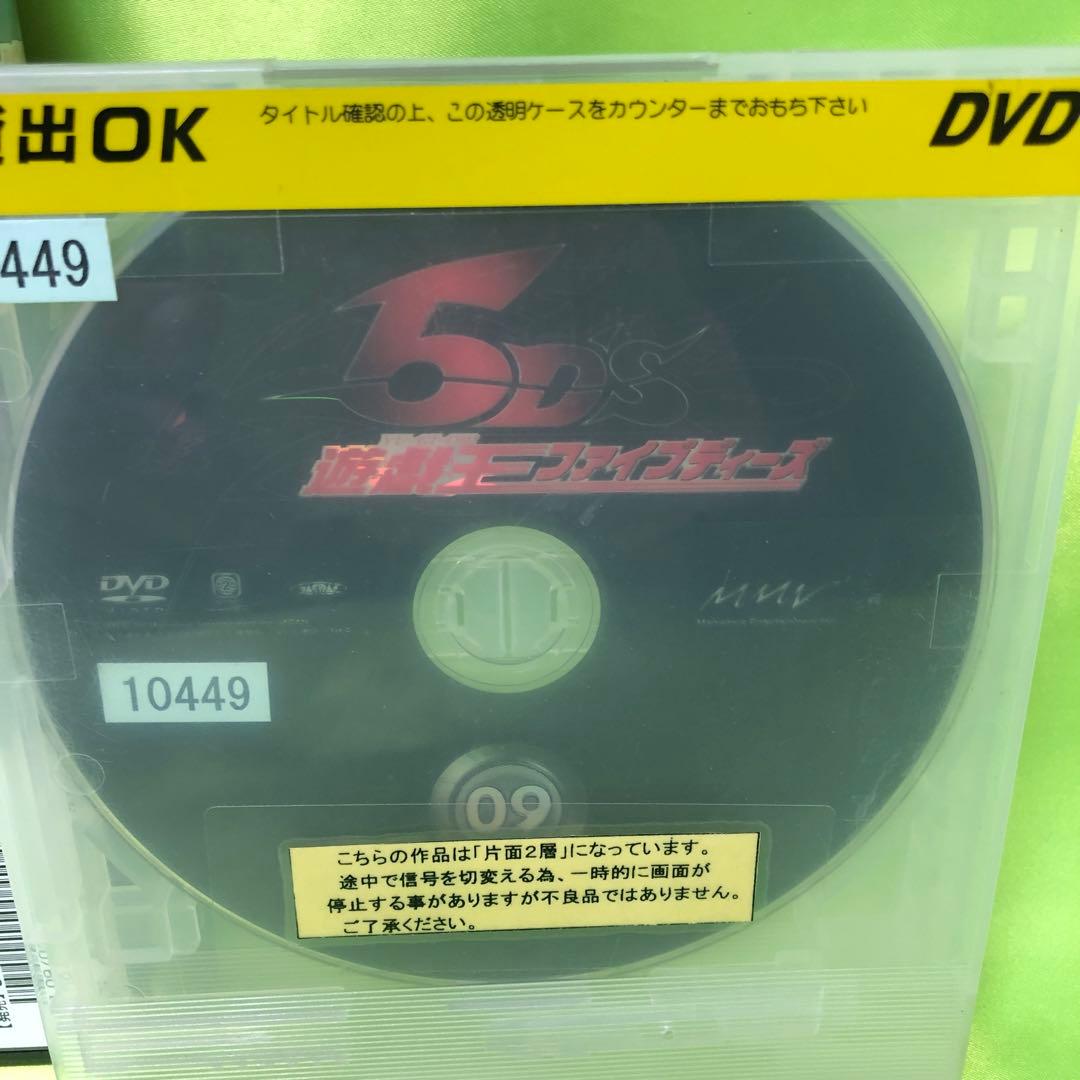 出OK
タイトル確認の上、この透明ケースをカウンターまでおもち下さい
DVD
449
5D'S
遊戯王ファイブディーズ
DVD
MMV
10449
09
こちらの作品は「片面2層」になっています。
途中で信号を切変える為、一時的に画面が
停止する事がありますが不良品ではありません。
ご了承ください。